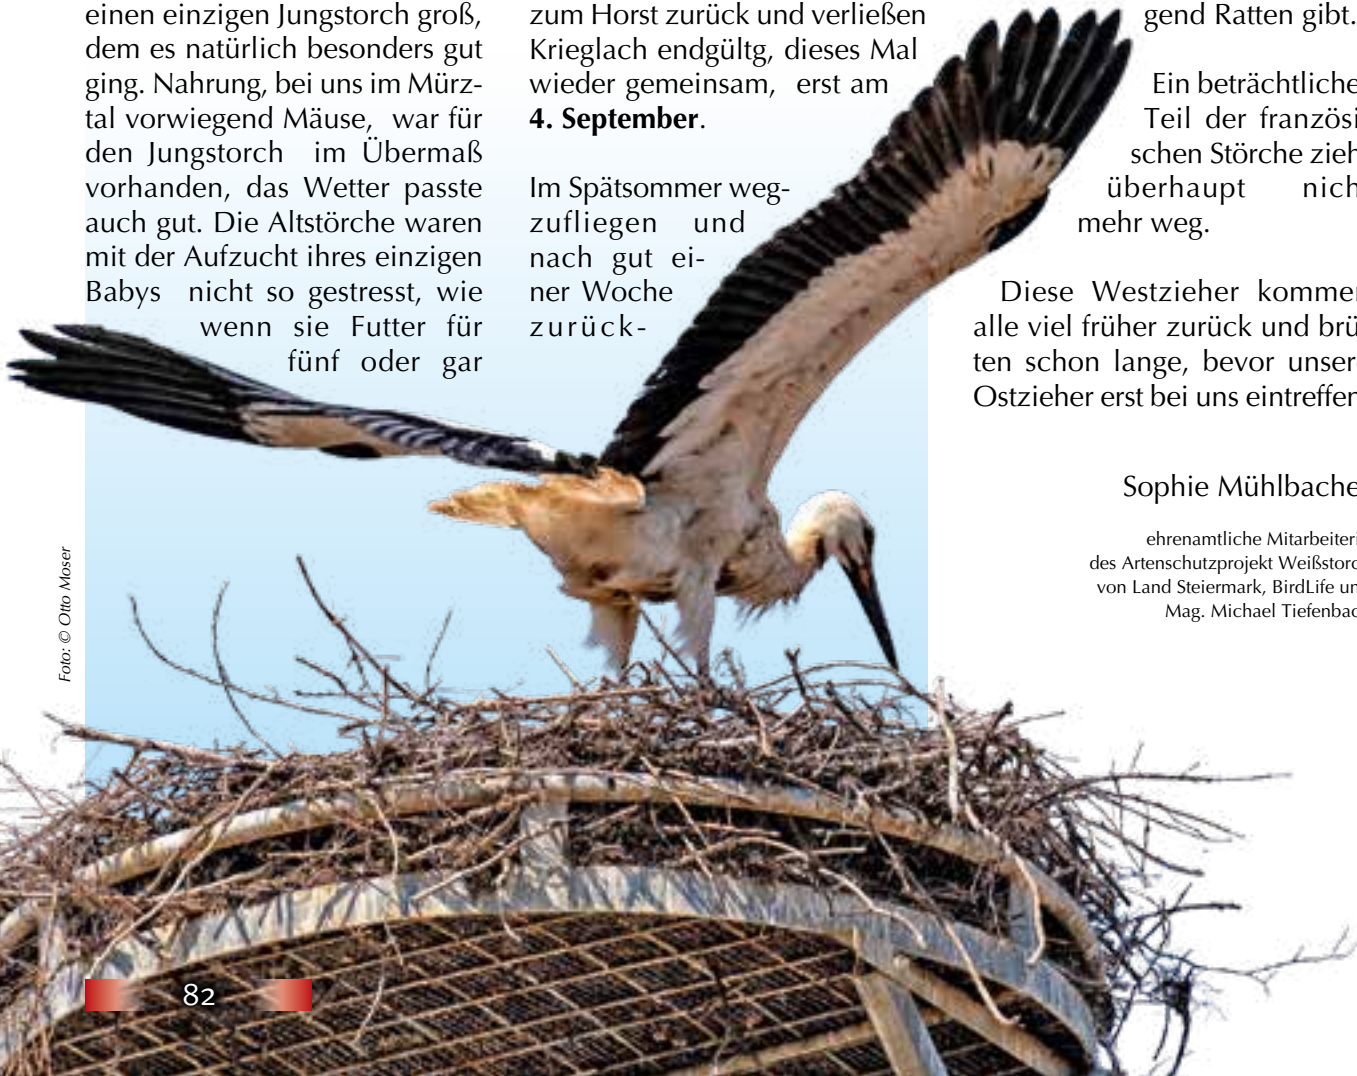 einen einzigen Jungstorch groß,
dem es natürlich besonders gut
ging. Nahrung, bei uns im Mürz-
tal vorwiegend Mäuse, war für
den Jungstorch im Übermaß
vorhanden, das Wetter passte
auch gut. Die Altstörche waren
mit der Aufzucht ihres einzigen
Babys nicht so gestresst, wie
wenn sie Futter für
fünf oder gar
zum Horst zurück und verließen
Krieglach endgültg, dieses Mal
wieder gemeinsam, erst am
4. September.
Im Spätsommer weg-
zufliegen und
nach gut ei-
ner Woche
zurück-
gend Ratten gibt.
Ein beträchtliche
Teil der französi
schen Störche zieh
überhaupt nich
mehr weg.
Diese Westzieher komme
alle viel früher zurück und brü
ten schon lange, bevor unser
Ostzieher erst bei uns eintreffen
Sophie Mühlbache
ehrenamtliche Mitarbeiteri
des Artenschutzprojekt Weißstorc
von Land Steiermark, BirdLife un
Mag. Michael Tiefenbac
Foto: © Otto Moser
82